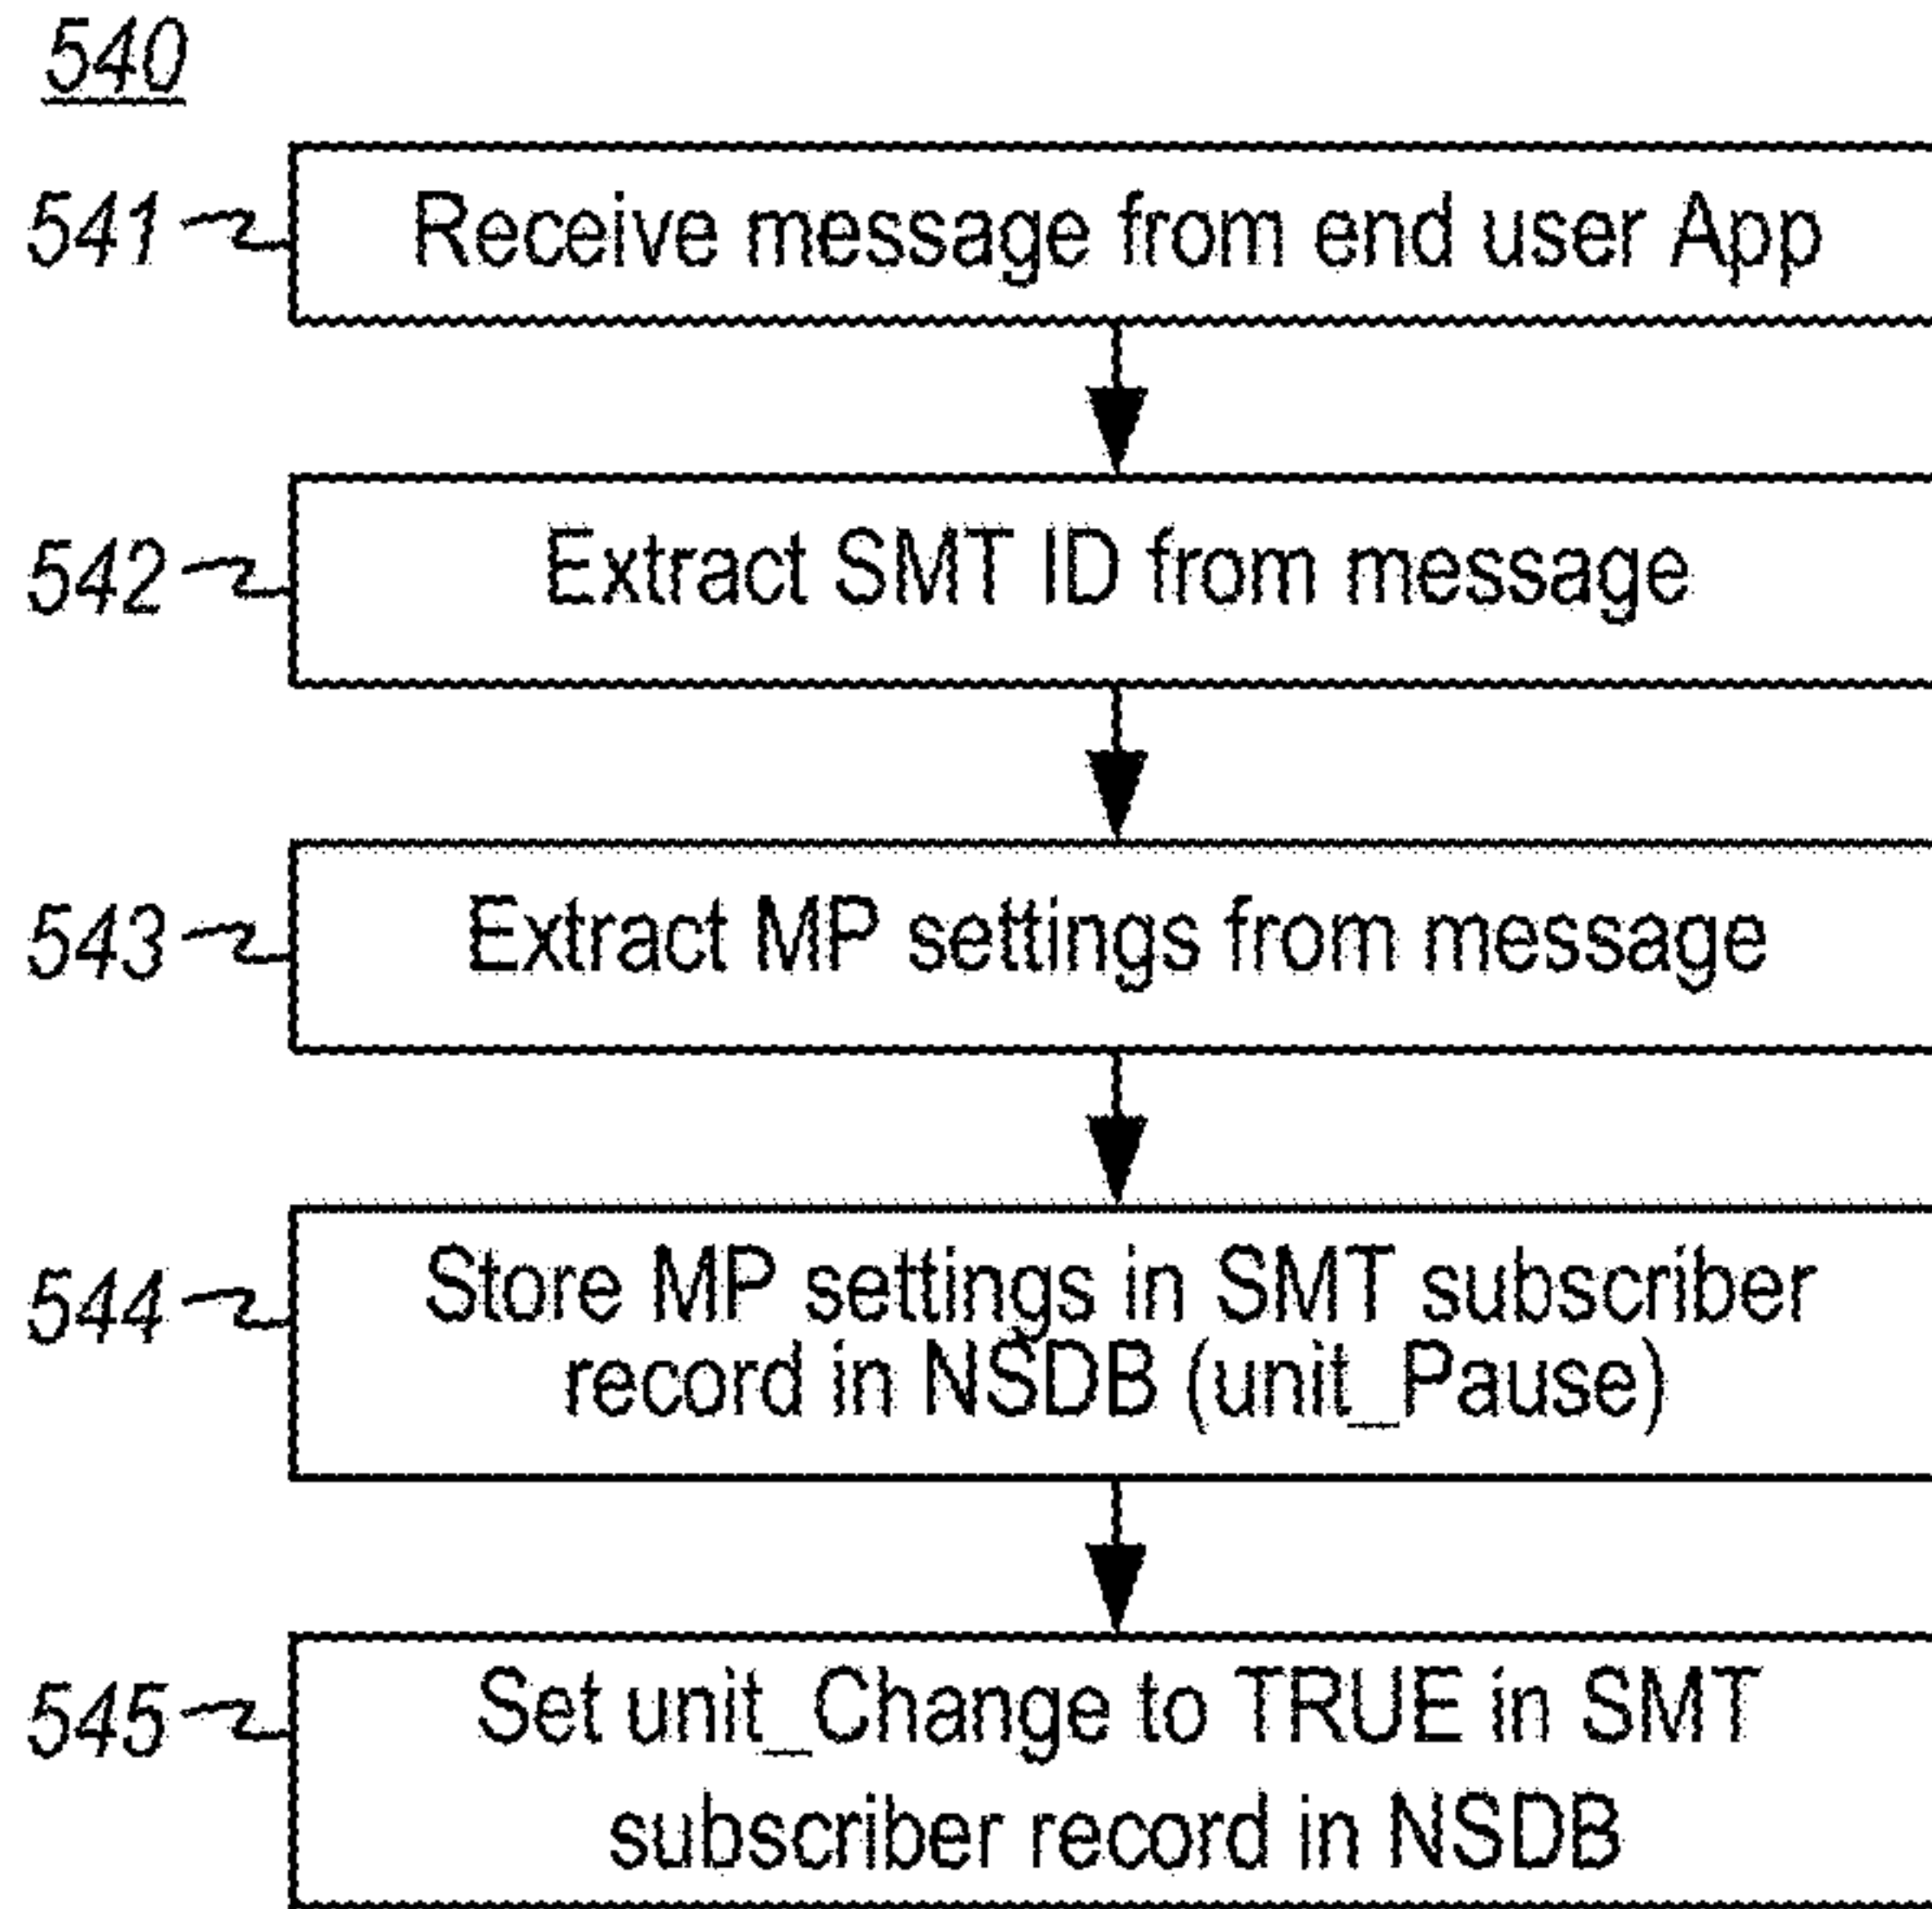 540
541 Receive message from end user App
542 Extract SMT ID from message
543 Extract MP settings from message
544 Store MP settings in SMT subscriber
record in NSDB (unit_Pause)
545 Set unit_Change to TRUE in SMT
subscriber record in NSDB